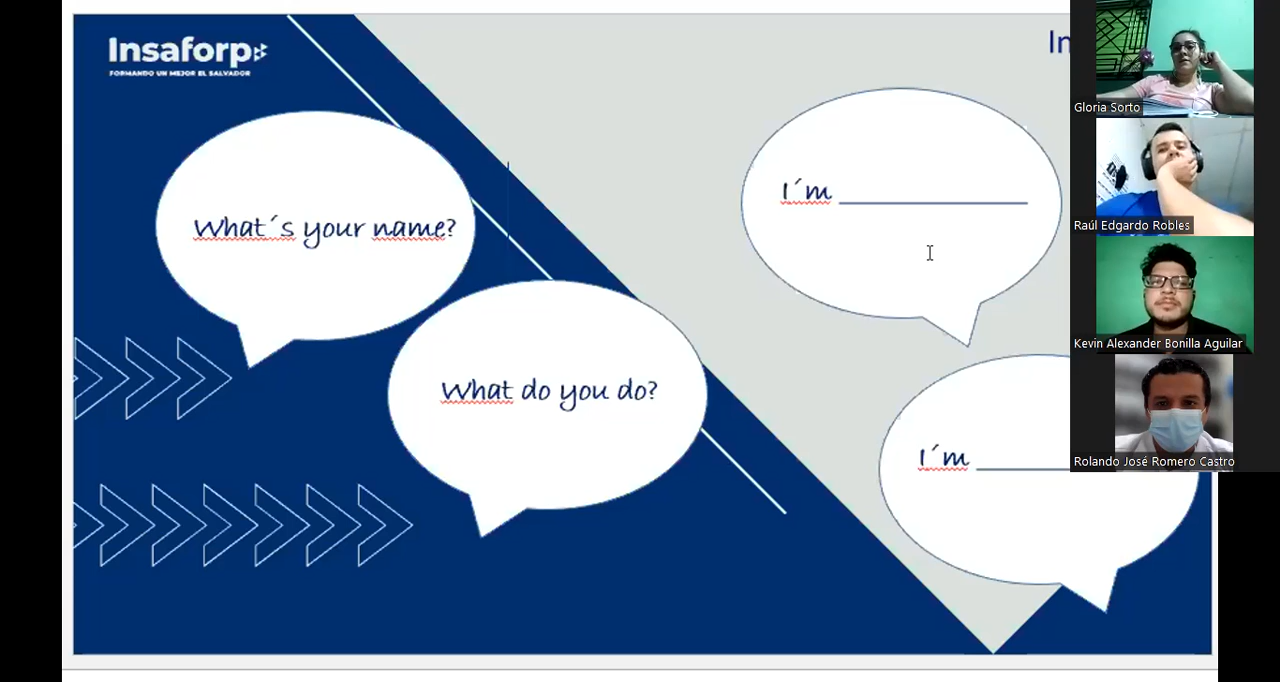 Insaforp
FORMANDO UN MEJOR EL SALVADOR
What´s your name?
What do you do?
I´m
I´m
Gloria Sorto
Raúl Edgardo Robles
Kevin Alexander Bonilla Aguilar
Rolando José Romero Castro